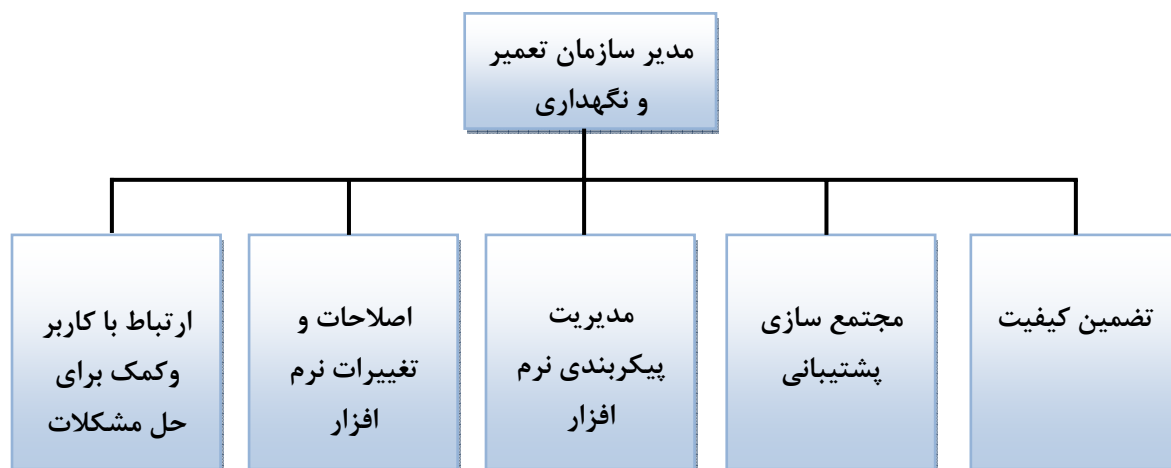 مدیر سازمان تعمیر
و نگهداری
تضمین کیفیت
مجتمع سازی
پشتیبانی
مدیریت
پیکربندی نرم
افزار
اصلاحات و
تغییرات نرم
افزار
ارتباط با کاربر
وکمک برای
حل مشکلات